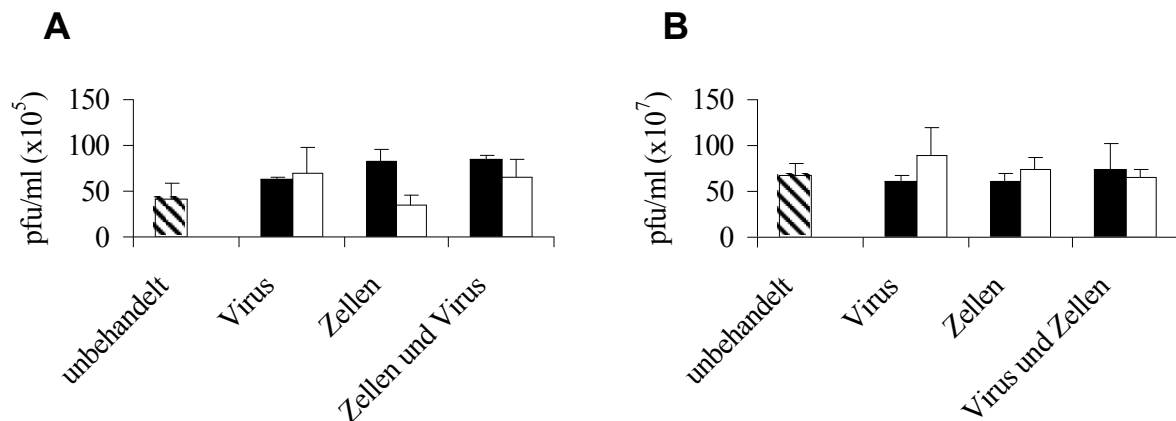 A
pfu/ml (x10⁵)
150
100
50
0
unbehandelt
Virus
Zellen
Zellen und Virus
B
pfu/ml (x10⁷)
150
100
50
0
unbehandelt
Virus
Zellen
Virus und Zellen